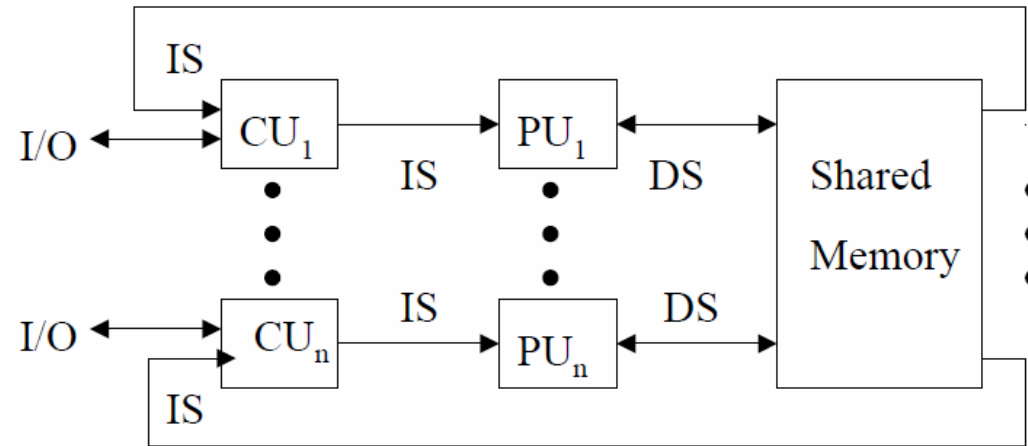 IS
I/O
CU₁
IS
PU₁
DS
Shared
Memory
I/O
CUₙ
IS
PUₙ
DS
IS